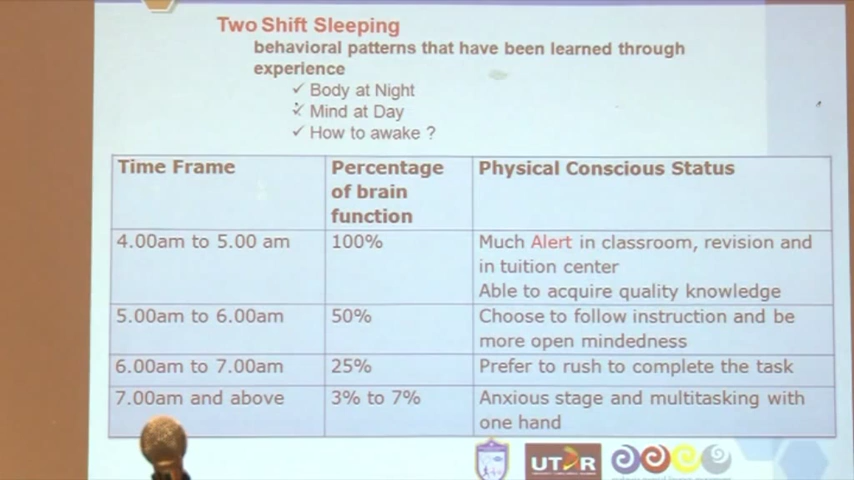 Two Shift Sleeping
behavioral patterns that have been learned through
experience
✓ Body at Night
✓ Mind at Day
✓ How to awake ?
Time Frame
Percentage
of brain
function
Physical Conscious Status
4.00am to 5.00 am
100%
Much Alert in classroom, revision and
in tuition center
Able to acquire quality knowledge
5.00am to 6.00am
50%
Choose to follow instruction and be
more open mindedness
6.00am to 7.00am
25%
Prefer to rush to complete the task
7.00am and above
3% to 7%
Anxious stage and multitasking with
one hand
UTAR